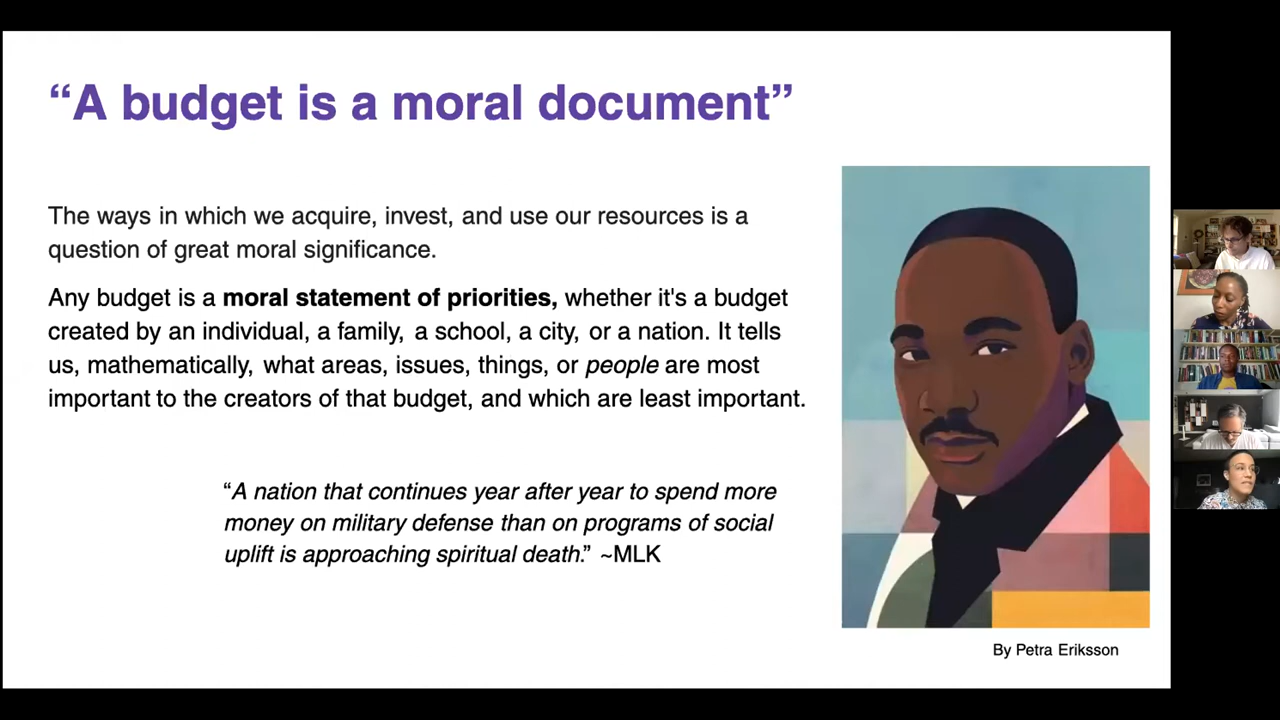 “A budget is a moral document”
The ways in which we acquire, invest, and use our resources is a
question of great moral significance.
Any budget is a moral statement of priorities, whether it's a budget
created by an individual, a family, a school, a city, or a nation. It tells
us, mathematically, what areas, issues, things, or people are most
important to the creators of that budget, and which are least important.
“A nation that continues year after year to spend more
money on military defense than on programs of social
uplift is approaching spiritual death.” ~MLK
By Petra Eriksson